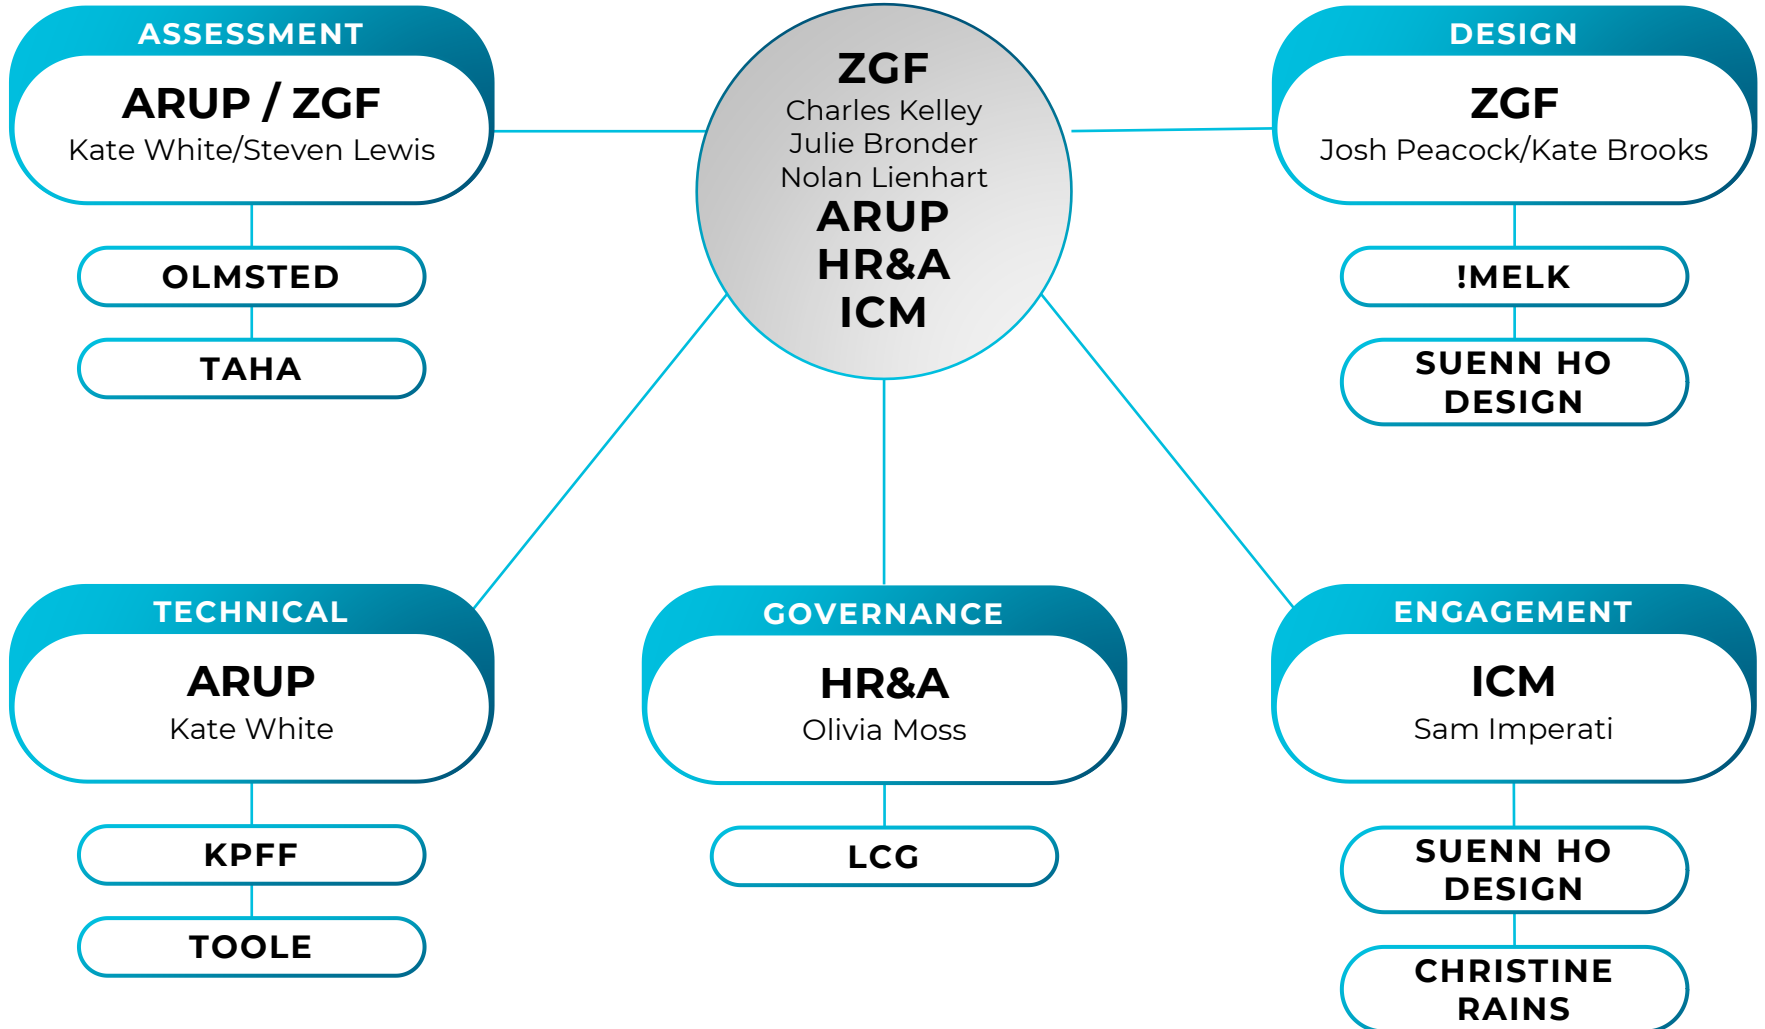 ASSESSMENT
ARUP / ZGF
Kate White/Steven Lewis
OLMSTED
TAHA
ZGF
Charles Kelley
Julie Bronder
Nolan Lienhart
ARUP
HR&A
ICM
DESIGN
ZGF
Josh Peacock/Kate Brooks
!MELK
SUENN HO
DESIGN
TECHNICAL
ARUP
Kate White
KPFF
TOOLE
GOVERNANCE
HR&A
Olivia Moss
LCG
ENGAGEMENT
ICM
Sam Imperati
SUENN HO
DESIGN
CHRISTINE
RAINS